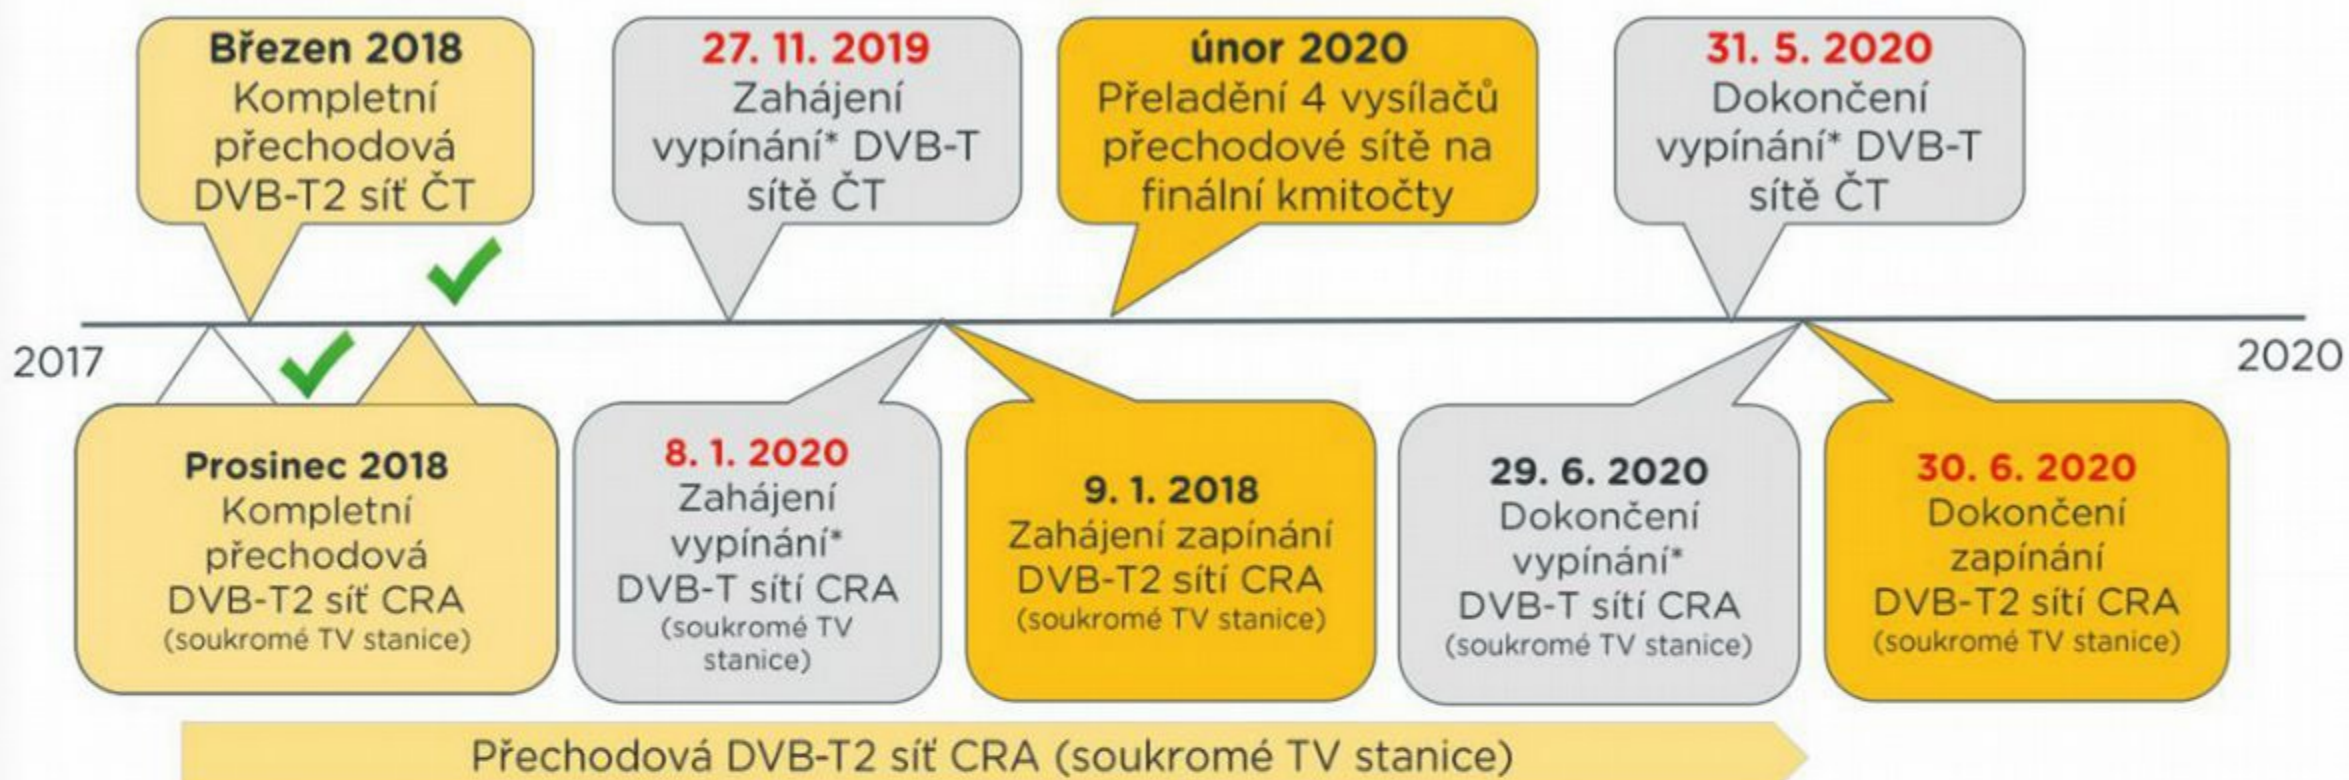 Březen 2018
Kompletní
přechodová
DVB-T2 síť ČT
27. 11. 2019
Zahájení
vypínání* DVB-T
sítě ČT
únor 2020
Přeladění 4 vysílačů
přechodové sítě na
finální kmitočty
31. 5. 2020
Dokončení
vypínání* DVB-T
sítě ČT
2017
2020
Prosinec 2018
Kompletní
přechodová
DVB-T2 síť CRA
(soukromé TV stanice)
8. 1. 2020
Zahájení
vypínání*
DVB-T sítí CRA
(soukromé TV
stanice)
9. 1. 2018
Zahájení zapínání
DVB-T2 sítí CRA
(soukromé TV stanice)
29. 6. 2020
Dokončení
vypínání*
DVB-T sítí CRA
(soukromé TV stanice)
30. 6. 2020
Dokončení
zapínání
DVB-T2 sítí CRA
(soukromé TV stanice)
Přechodová DVB-T2 síť CRA (soukromé TV stanice)